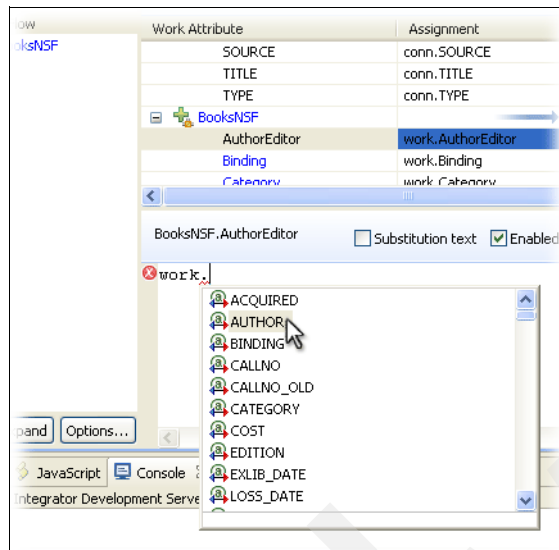 ow
Work Attribute Assignment
oksNSF
SOURCE conn.SOURCE
TITLE conn.TITLE
TYPE conn.TYPE
BooksNSF
AuthorEditor work.AuthorEditor
Binding work.Binding
Category work.Category
BooksNSF.AuthorEditor Substitution text Enabled
work.
ACQUIRED
AUTHOR
BINDING
CALLNO
CALLNO_OLD
CATEGORY
COST
EDITION
EXLIB_DATE
LOSS_DATE
pand Options...
JavaScript Console
Integrator Development Serve